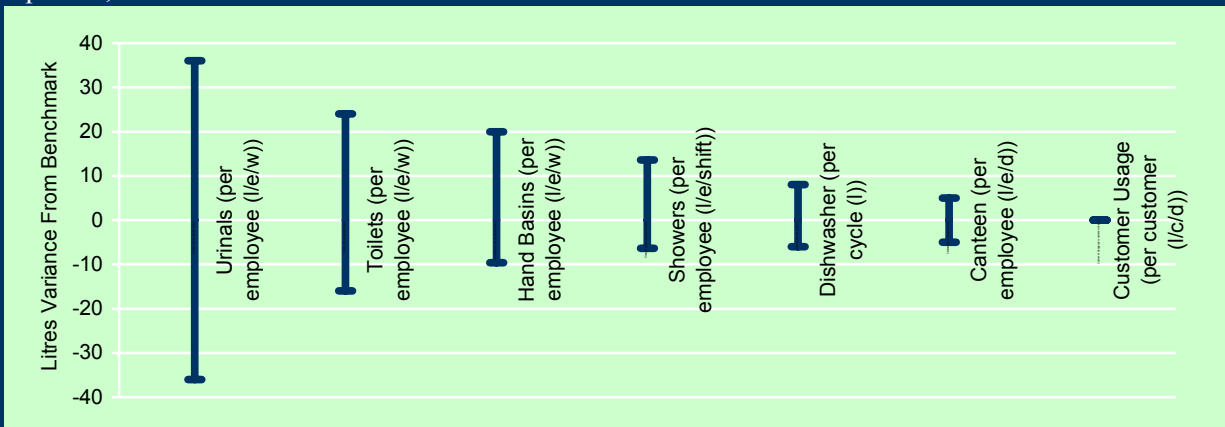 Litres Variance From Benchmark
40
30
20
10
0
-10
-20
-30
-40
Urinals (per
employee (l/e/w))
Toilets (per
employee (l/e/w))
Hand Basins (per
employee (l/e/w))
Showers (per
employee (l/e/shift))
Dishwasher (per
cycle (l))
Canteen (per
employee (l/e/d))
Customer Usage
(per customer
(l/c/d))